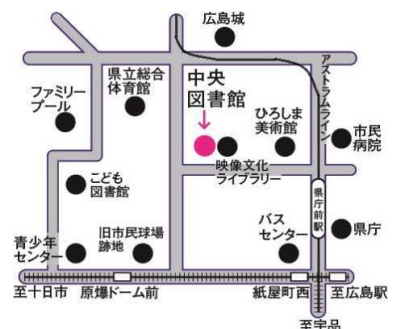 広島城
県立総合
体育館
中央
図書館
ファミリー
プール
アストラムライン
ひろしま
美術館
市民
病院
映像文化
ライブラリー
こども
図書館
県庁前駅
旧市民球場
跡地
バス
センター
県庁
青少年
センター
至十日市
原爆ドーム前
紙屋町西
至広島駅
至宇品